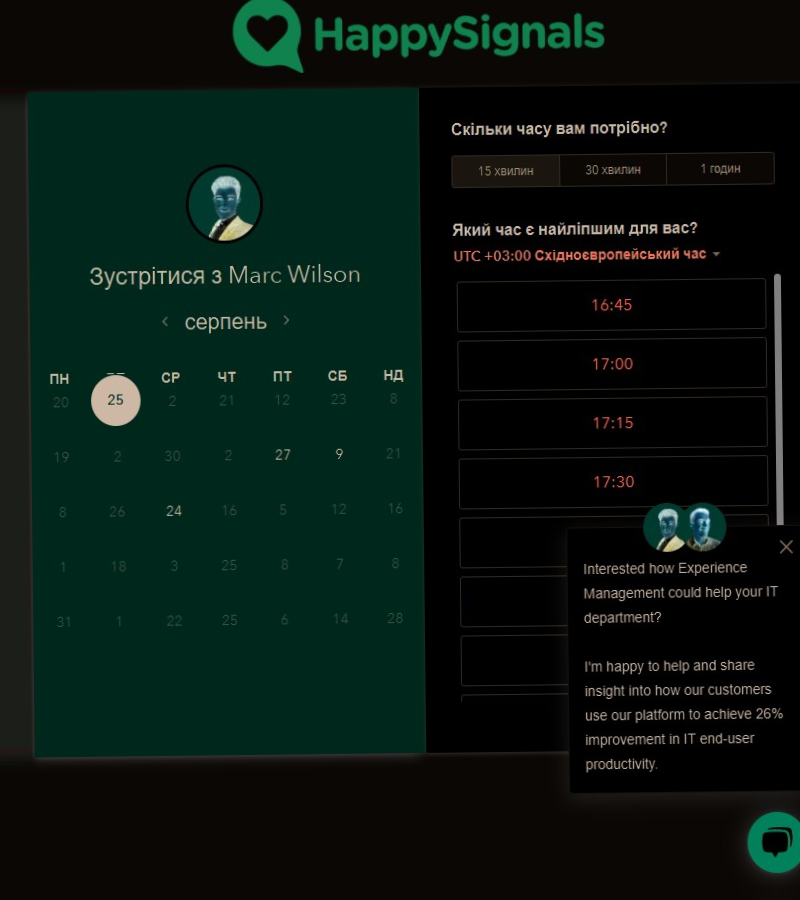 HappySignals
Зустрітися з Marc Wilson
серпень
ПН СР ЧТ ПТ СБ НД
20 25 2 21 12 23 8
19 2 30 2 27 9 21
8 26 24 16 5 12 16
1 18 3 25 8 7 8
31 1 22 25 6 14 28
Скільки часу вам потрібно?
15 хвилин 30 хвилин 1 годин
Який час є найліпшим для вас?
UTC +03:00 Східноєвропейський час
16:45
17:00
17:15
17:30
Interested how Experience
Management could help your IT
department?
I'm happy to help and share
insight into how our customers
use our platform to achieve 26%
improvement in IT end-user
productivity.